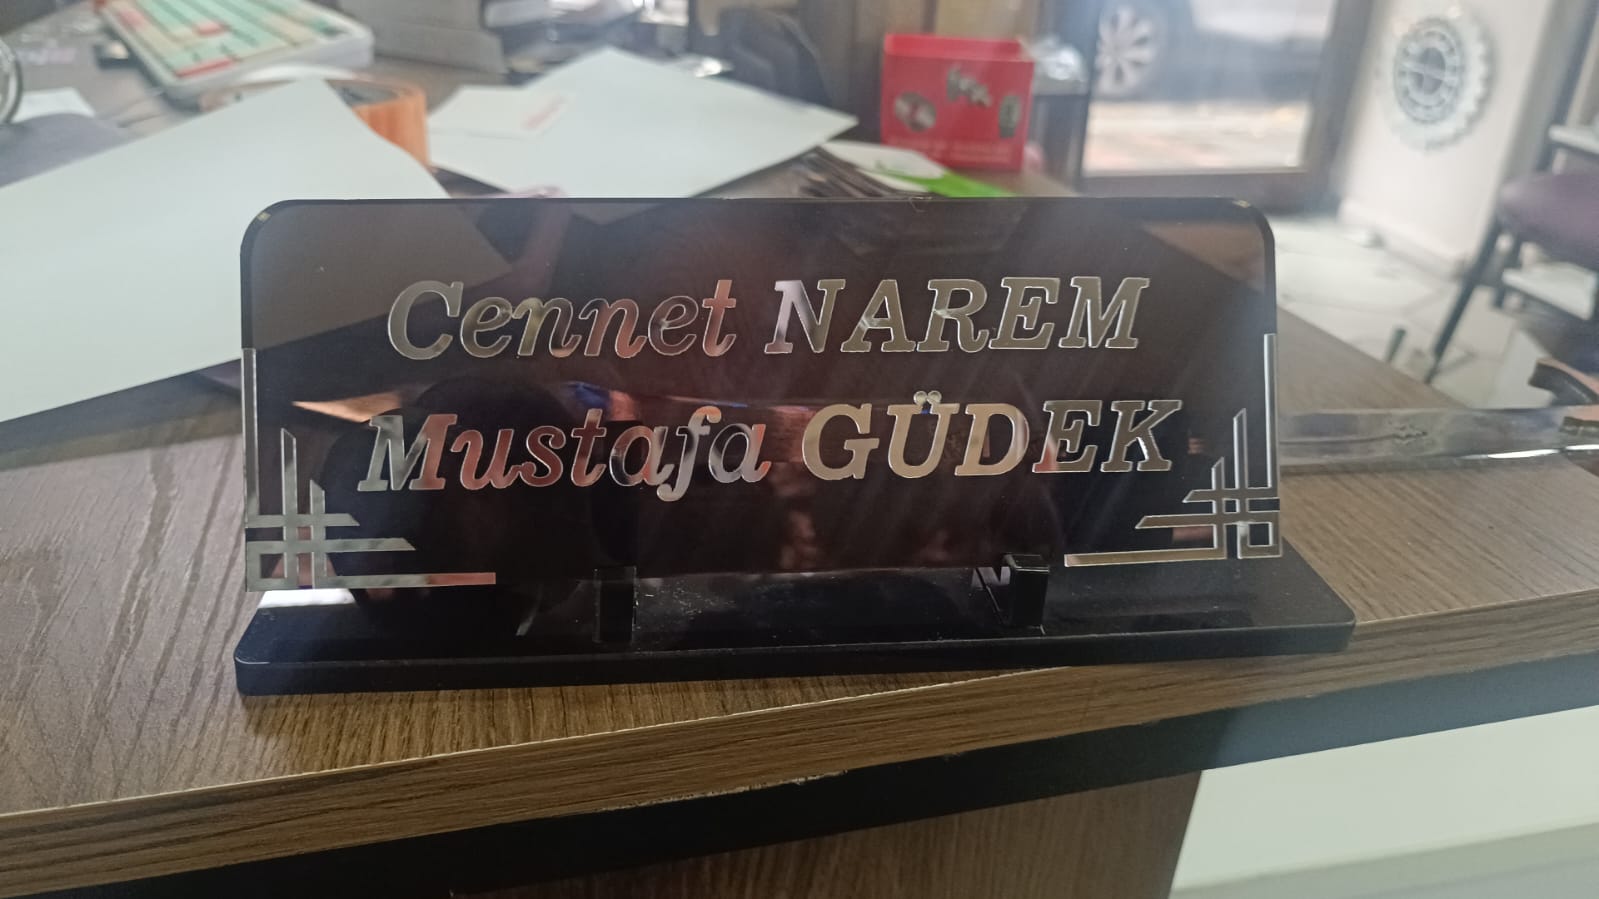 Cennet NAREM
Mustafa GÜDEK